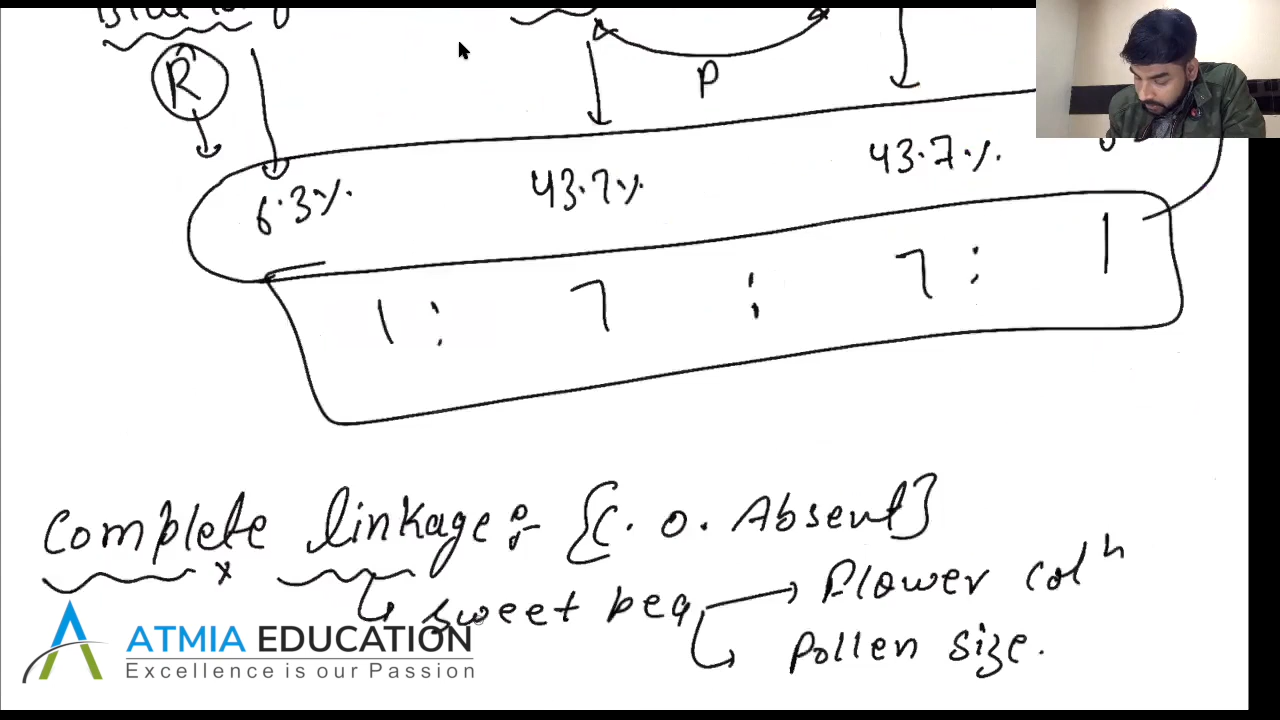 R
P
6.3% 43.7% 43.7%
1 : 7 : 7 : 1
Complete linkage :- {C. O. Absent}
sweet pea → Flower colʰ
Pollen size.
ATMIA EDUCATION
Excellence is our Passion